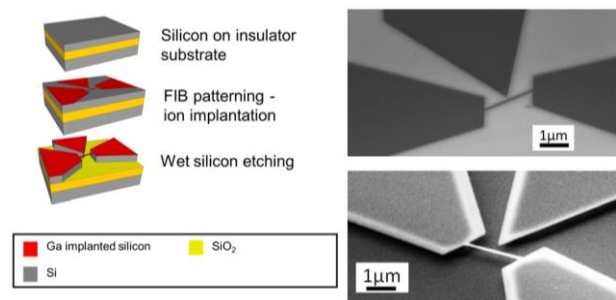 Silicon on insulator
substrate
FIB patterning -
ion implantation
Wet silicon etching
Ga implanted silicon
SiO2
Si
1μm
1μm